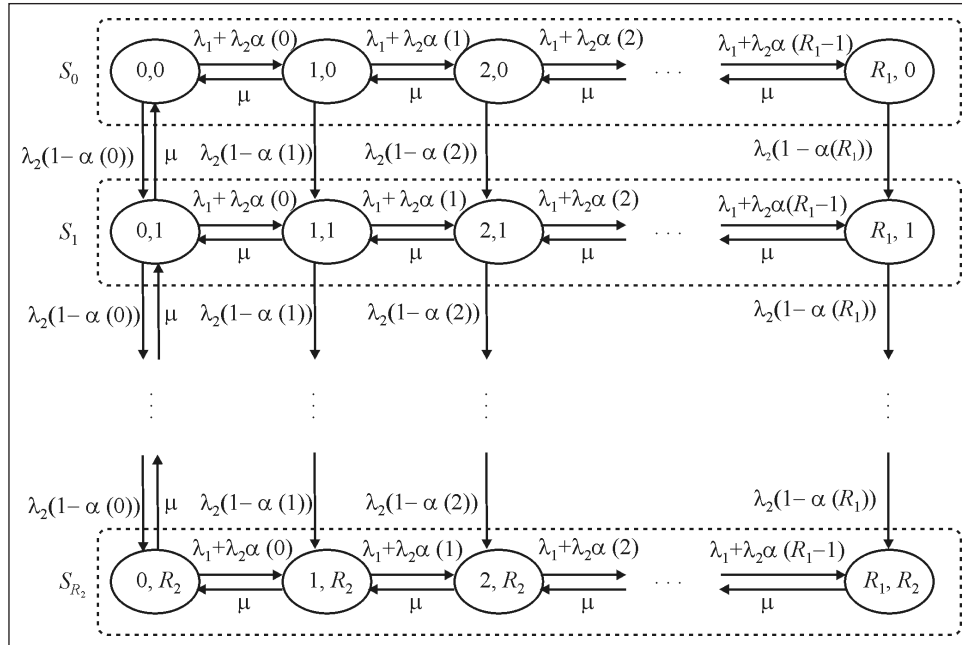 λ₁+ λ₂α (0) λ₁+ λ₂α (1) λ₁+ λ₂α (2) λ₁+ λ₂α (R₁−1)
S₀ 0,0 1,0 2,0 . . . R₁, 0
μ μ μ μ
λ₂(1− α (0)) μ λ₂(1− α (1)) λ₂(1− α (2)) λ₂(1− α(R₁))
λ₁+ λ₂α (0) λ₁+ λ₂α (1) λ₁+λ₂α (2) λ₁+λ₂α(R₁−1)
S₁ 0,1 1,1 2,1 . . . R₁, 1
μ μ μ μ
λ₂(1− α (0)) μ λ₂(1− α (1)) λ₂(1− α (2)) λ₂(1− α (R₁))
. . . . . . . . . . . .
λ₂(1− α (0)) μ λ₂(1− α (1)) λ₂(1− α (2)) λ₂(1− α (R₁))
λ₁+λ₂α (0) λ₁+λ₂α (1) λ₁+λ₂α (2) λ₁+λ₂α (R₁−1)
S_R₂ 0, R₂ 1, R₂ 2, R₂ . . . R₁, R₂
μ μ μ μ